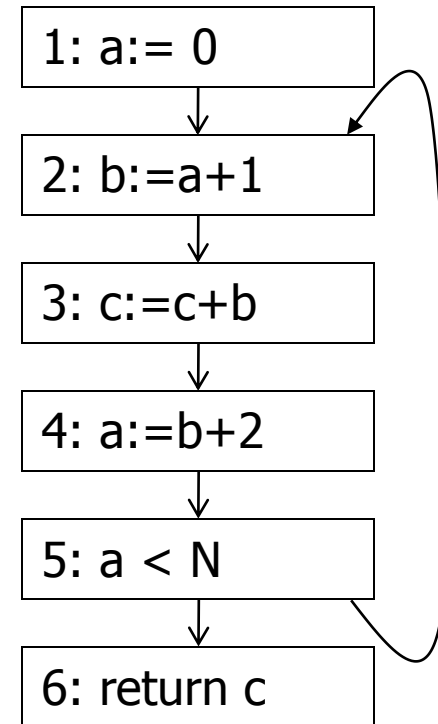 1: a:= 0
2: b:=a+1
3: c:=c+b
4: a:=b+2
5: a < N
6: return c